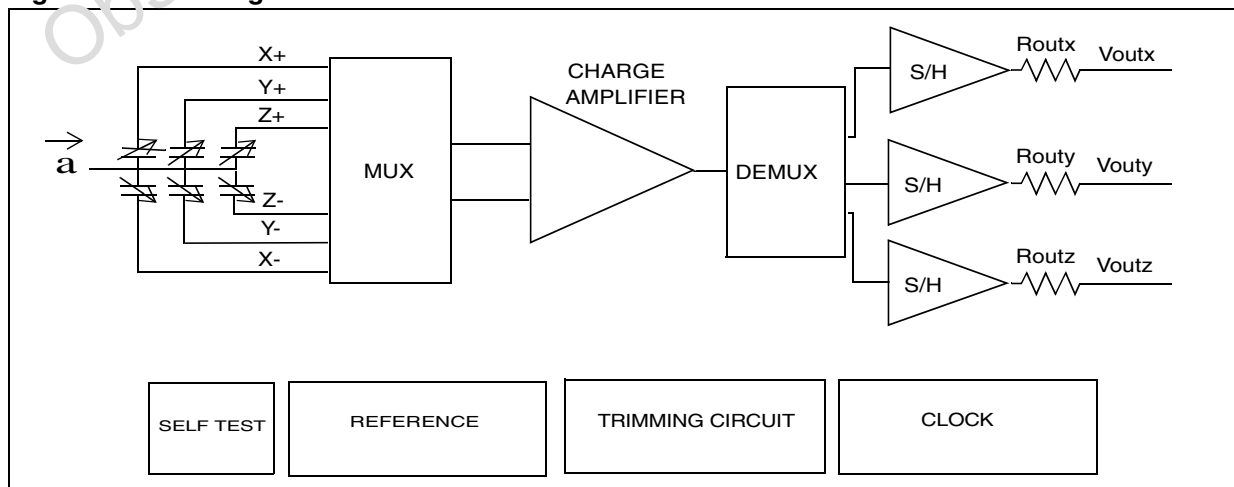 X+
Y+
Z+
a
Z-
Y-
X-
MUX
CHARGE
AMPLIFIER
DEMUX
S/H
Routx
Voutx
S/H
Routy
Vouty
S/H
Routz
Voutz
SELF TEST
REFERENCE
TRIMMING CIRCUIT
CLOCK